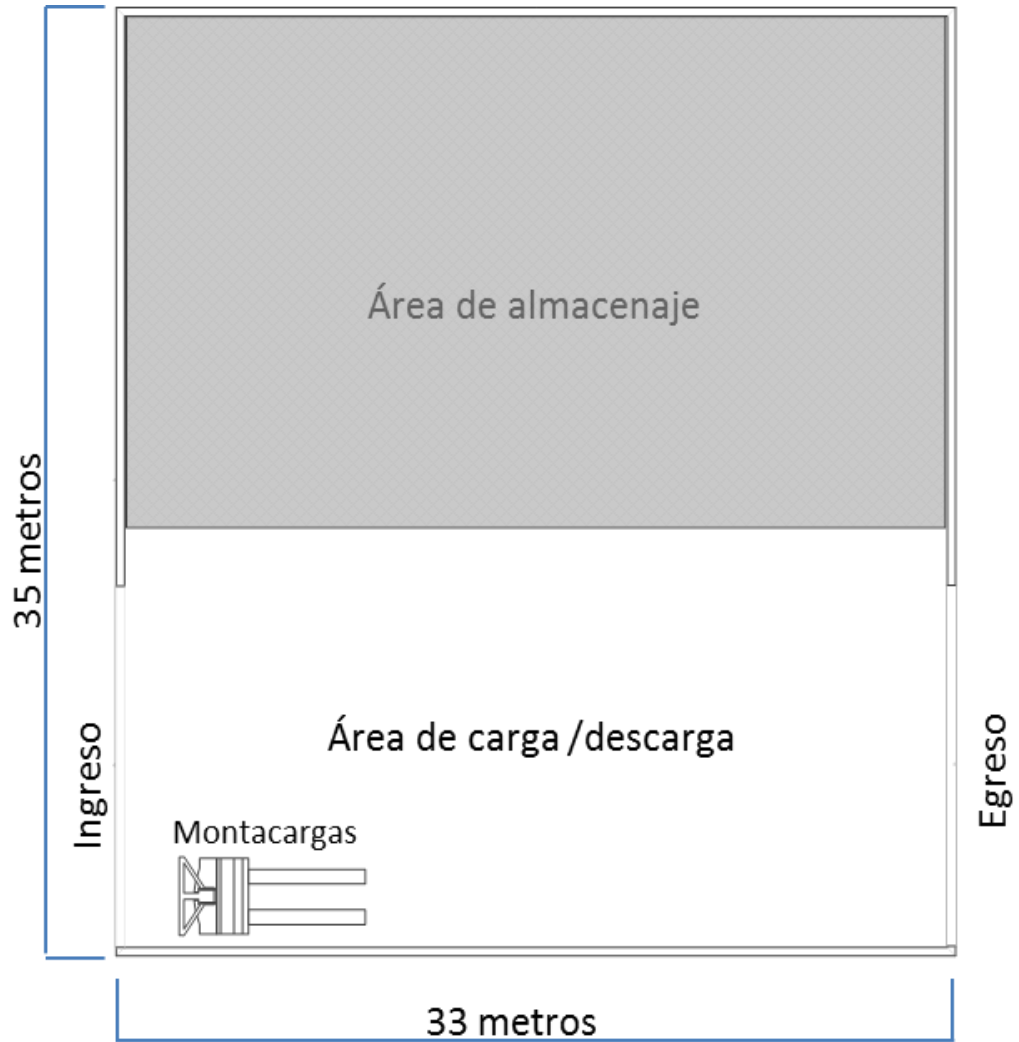 Área de almacenaje
35 metros
Área de carga /descarga
Ingreso
Egreso
Montacargas
33 metros